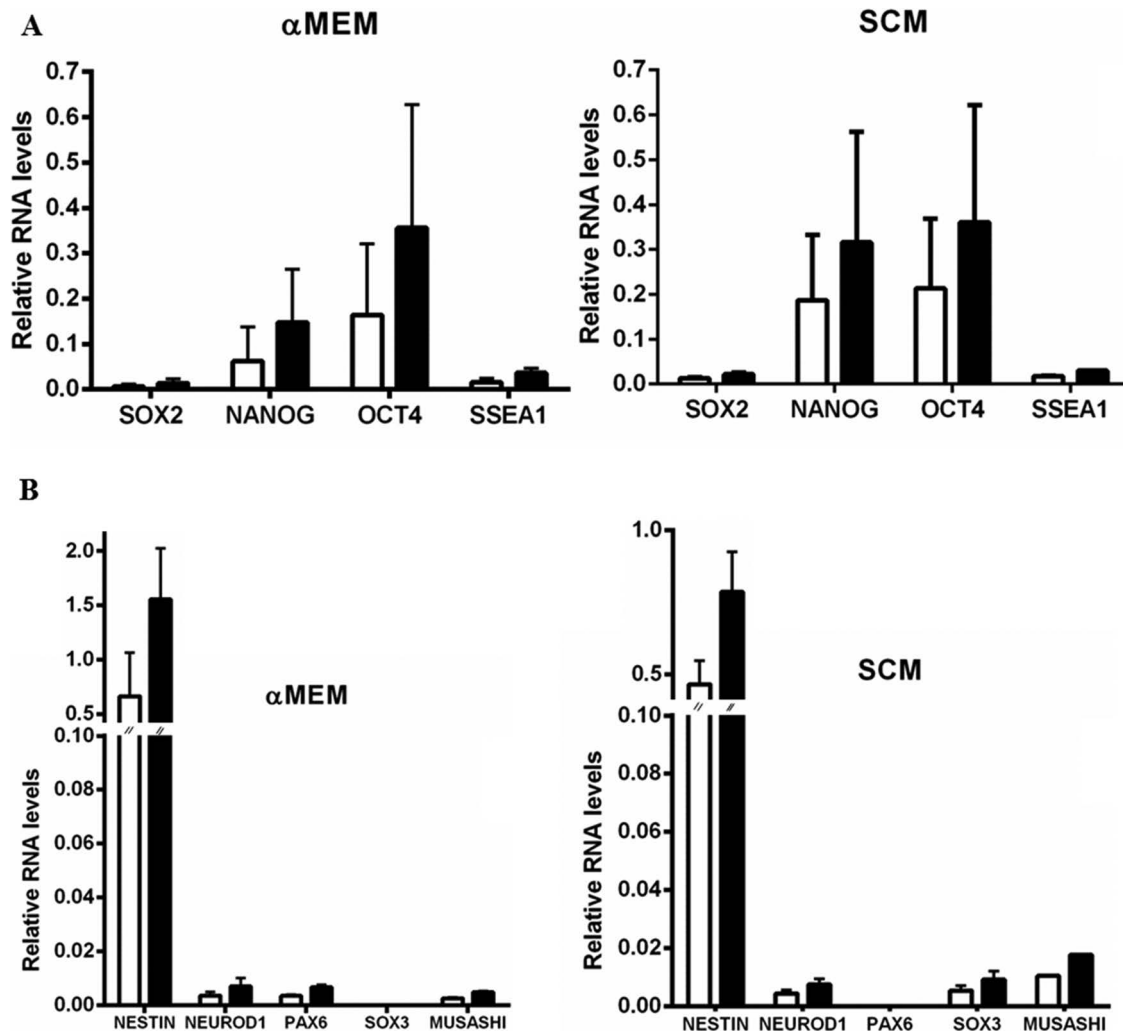 A
αMEM
SCM
Relative RNA levels
0.7
0.6
0.5
0.4
0.3
0.2
0.1
0.0
SOX2 NANOG OCT4 SSEA1
Relative RNA levels
0.7
0.6
0.5
0.4
0.3
0.2
0.1
0.0
SOX2 NANOG OCT4 SSEA1
B
αMEM
Relative RNA levels
2.0
1.5
1.0
0.5
0.10
0.08
0.06
0.04
0.02
0.00
NESTIN NEUROD1 PAX6 SOX3 MUSASHI
SCM
Relative RNA levels
1.0
0.5
0.10
0.08
0.06
0.04
0.02
0.00
NESTIN NEUROD1 PAX6 SOX3 MUSASHI